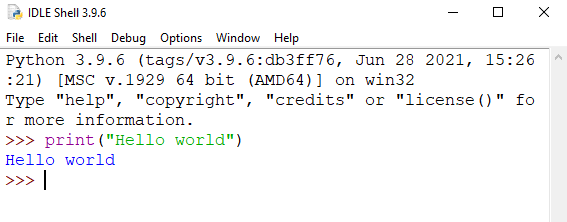 IDLE Shell 3.9.6
File Edit Shell Debug Options Window Help
Python 3.9.6 (tags/v3.9.6:db3ff76, Jun 28 2021, 15:26
:21) [MSC v.1929 64 bit (AMD64)] on win32
Type "help", "copyright", "credits" or "license()" fo
r more information.
>>> print("Hello world")
Hello world
>>>